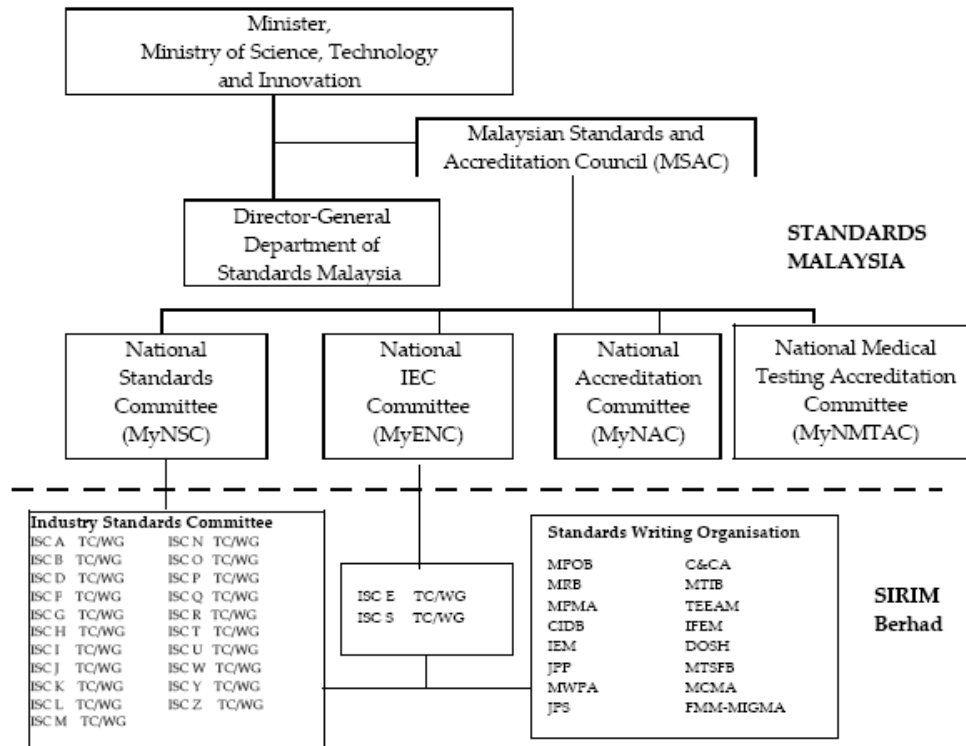 Minister,
Ministry of Science, Technology
and Innovation
Malaysian Standards and
Accreditation Council (MSAC)
Director-General
Department of
Standards Malaysia
STANDARDS
MALAYSIA
National
Standards
Committee
(MyNSC)
National
IEC
Committee
(MyENC)
National
Accreditation
Committee
(MyNAC)
National Medical
Testing Accreditation
Committee
(MyNMTAC)
Industry Standards Committee
ISC A TC/WG ISC N TC/WG
ISC B TC/WG ISC O TC/WG
ISC D TC/WG ISC P TC/WG
ISC F TC/WG ISC Q TC/WG
ISC G TC/WG ISC R TC/WG
ISC H TC/WG ISC T TC/WG
ISC I TC/WG ISC U TC/WG
ISC J TC/WG ISC W TC/WG
ISC K TC/WG ISC Y TC/WG
ISC L TC/WG ISC Z TC/WG
ISC M TC/WG
ISC E TC/WG
ISC S TC/WG
Standards Writing Organisation
MPOB C&CA
MRB MTIB
MPMA TEEAM
CIDB IFEM
IEM DOSH
JPP MTSFB
MWPA MCMA
JPS FMM-MIGMA
SIRIM
Berhad